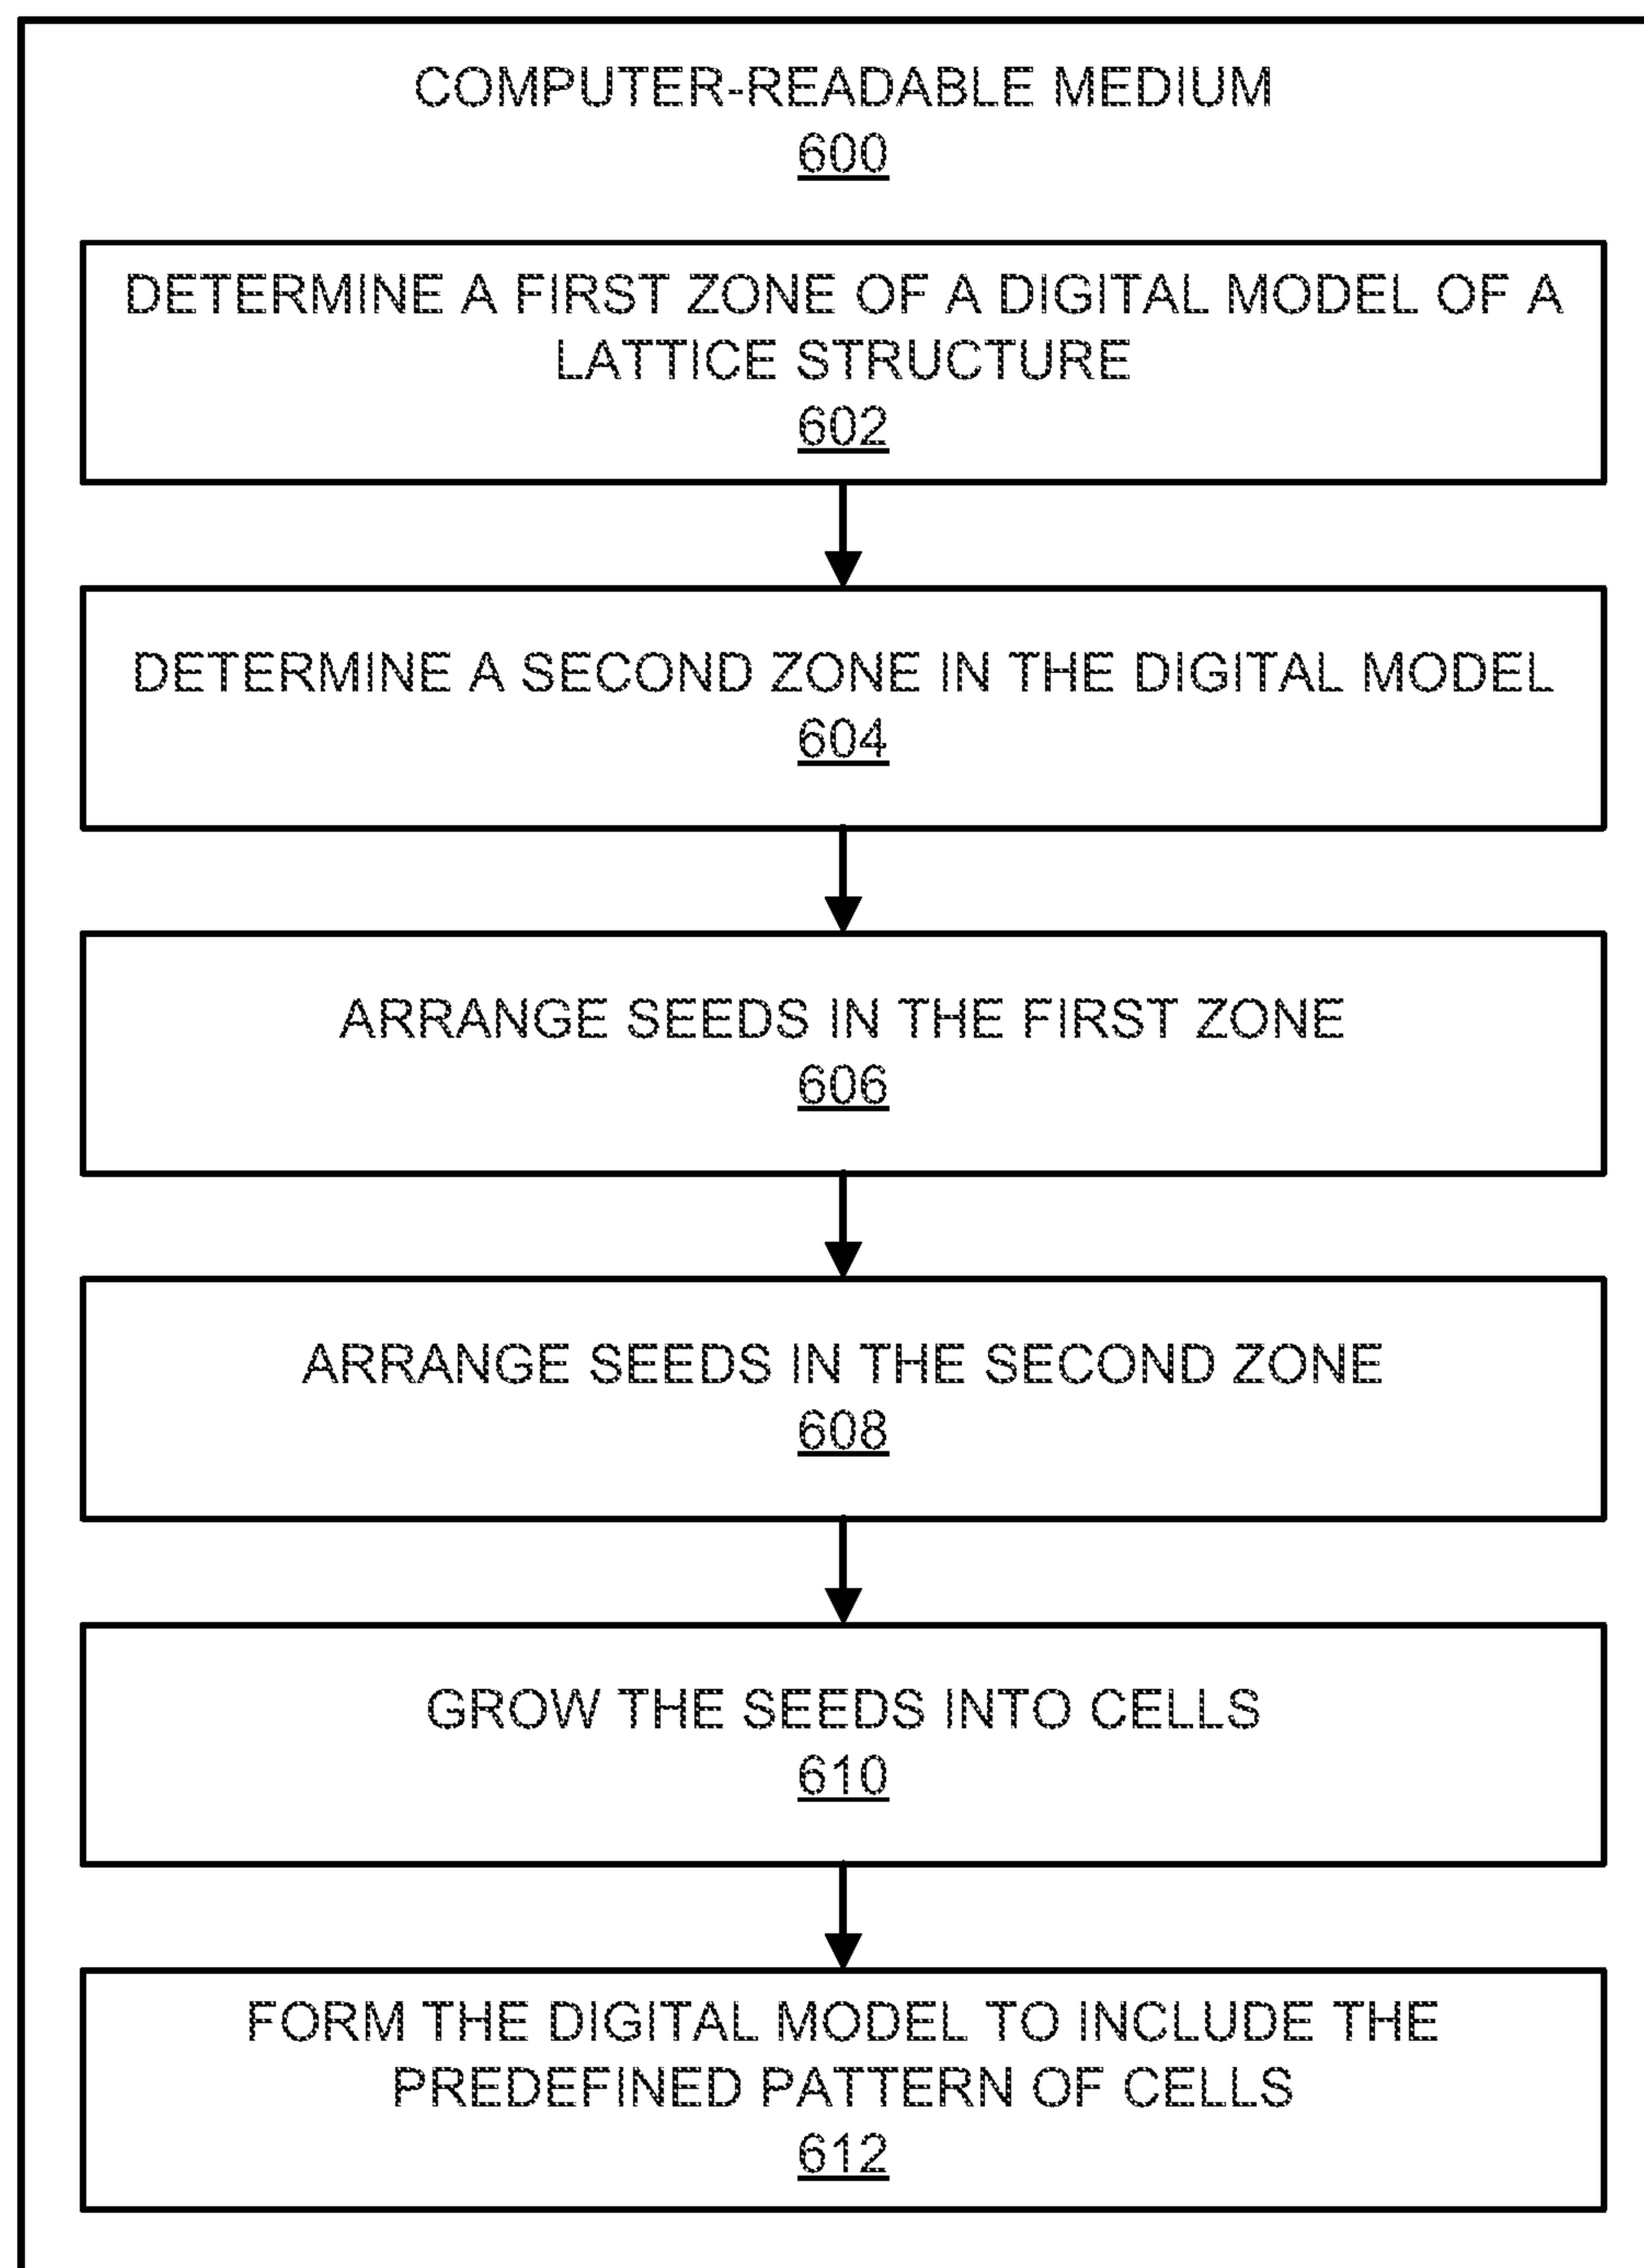 COMPUTER-READABLE MEDIUM
600
DETERMINE A FIRST ZONE OF A DIGITAL MODEL OF A
LATTICE STRUCTURE
602
DETERMINE A SECOND ZONE IN THE DIGITAL MODEL
604
ARRANGE SEEDS IN THE FIRST ZONE
606
ARRANGE SEEDS IN THE SECOND ZONE
608
GROW THE SEEDS INTO CELLS
610
FORM THE DIGITAL MODEL TO INCLUDE THE
PREDEFINED PATTERN OF CELLS
612